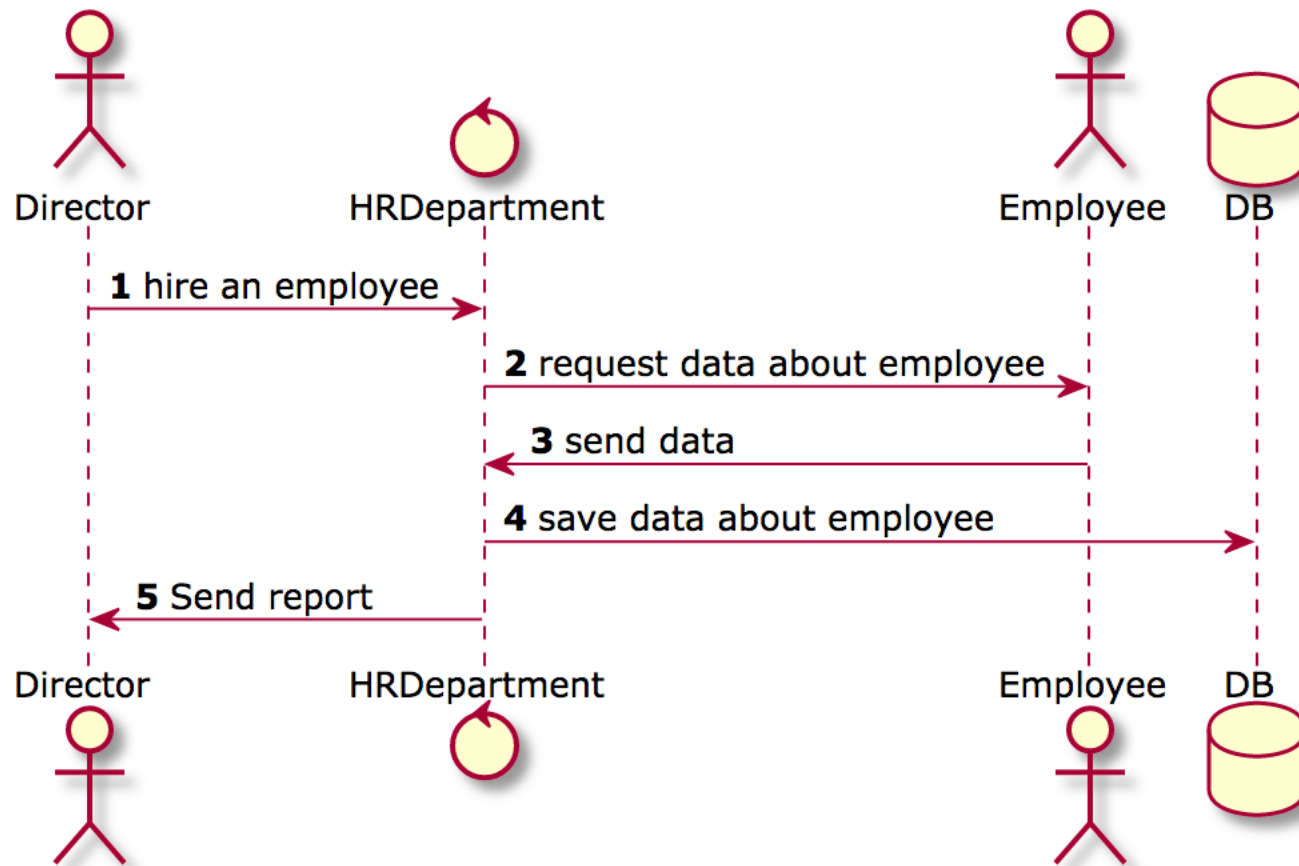 Director HRDepartment Employee DB
1 hire an employee
2 request data about employee
3 send data
4 save data about employee
5 Send report
Director HRDepartment Employee DB